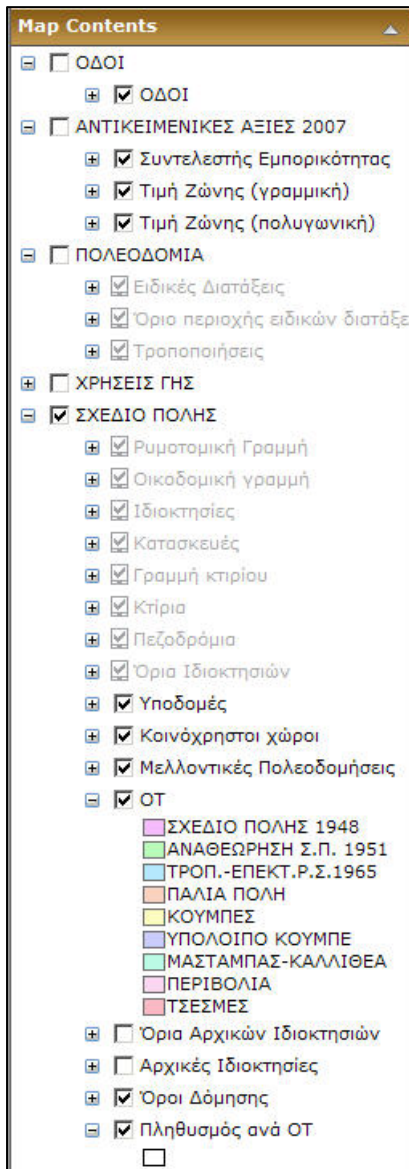 Map Contents
ΟΔΟΙ
ΟΔΟΙ
ΑΝΤΙΚΕΙΜΕΝΙΚΕΣ ΑΞΙΕΣ 2007
Συντελεστής Εμπορικότητας
Τιμή Ζώνης (γραμμική)
Τιμή Ζώνης (πολυγωνική)
ΠΟΛΕΟΔΟΜΙΑ
Ειδικές Διατάξεις
Όριο περιοχής ειδικών διατάξε
Τροποποιήσεις
ΧΡΗΣΕΙΣ ΓΗΣ
ΣΧΕΔΙΟ ΠΟΛΗΣ
Ρυμοτομική Γραμμή
Οικοδομική γραμμή
Ιδιοκτησίες
Κατασκευές
Γραμμή κτιρίου
Κτίρια
Πεζοδρόμια
Όρια Ιδιοκτησιών
Υποδομές
Κοινόχρηστοι χώροι
Μελλοντικές Πολεοδομήσεις
ΟΤ
ΣΧΕΔΙΟ ΠΟΛΗΣ 1948
ΑΝΑΘΕΩΡΗΣΗ Σ.Π. 1951
ΤΡΟΠ.-ΕΠΕΚΤ.Ρ.Σ.1965
ΠΑΛΙΑ ΠΟΛΗ
ΚΟΥΜΠΕΣ
ΥΠΟΛΟΙΠΟ ΚΟΥΜΠΕ
ΜΑΣΤΑΜΠΑΣ-ΚΑΛΛΙΘΕΑ
ΠΕΡΙΒΟΛΙΑ
ΤΣΕΣΜΕΣ
Όρια Αρχικών Ιδιοκτησιών
Αρχικές Ιδιοκτησίες
Όροι Δόμησης
Πληθυσμός ανά ΟΤ